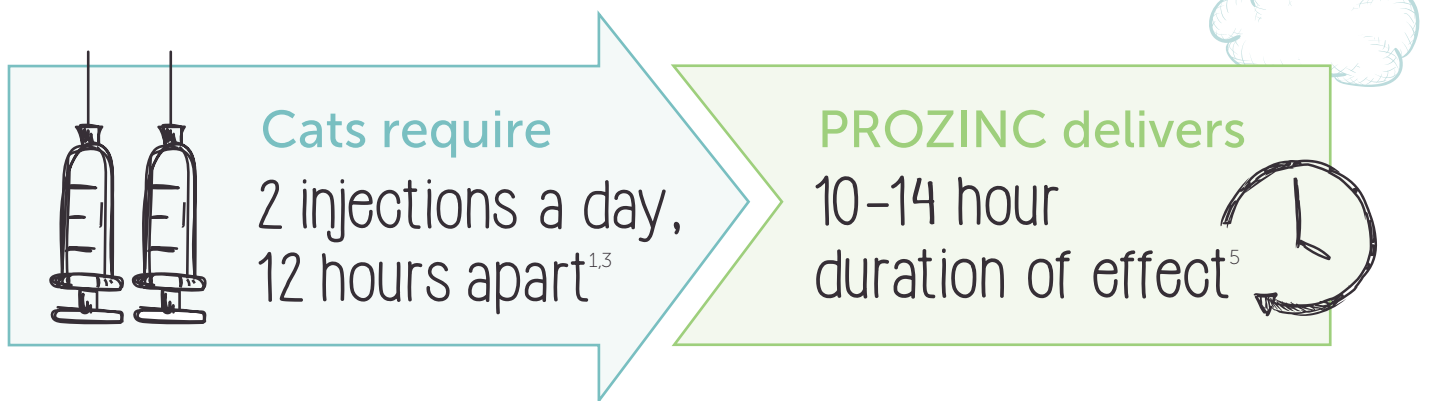 Cats require
2 injections a day,
12 hours apart1,3
PROZINC delivers
10-14 hour
duration of effect5